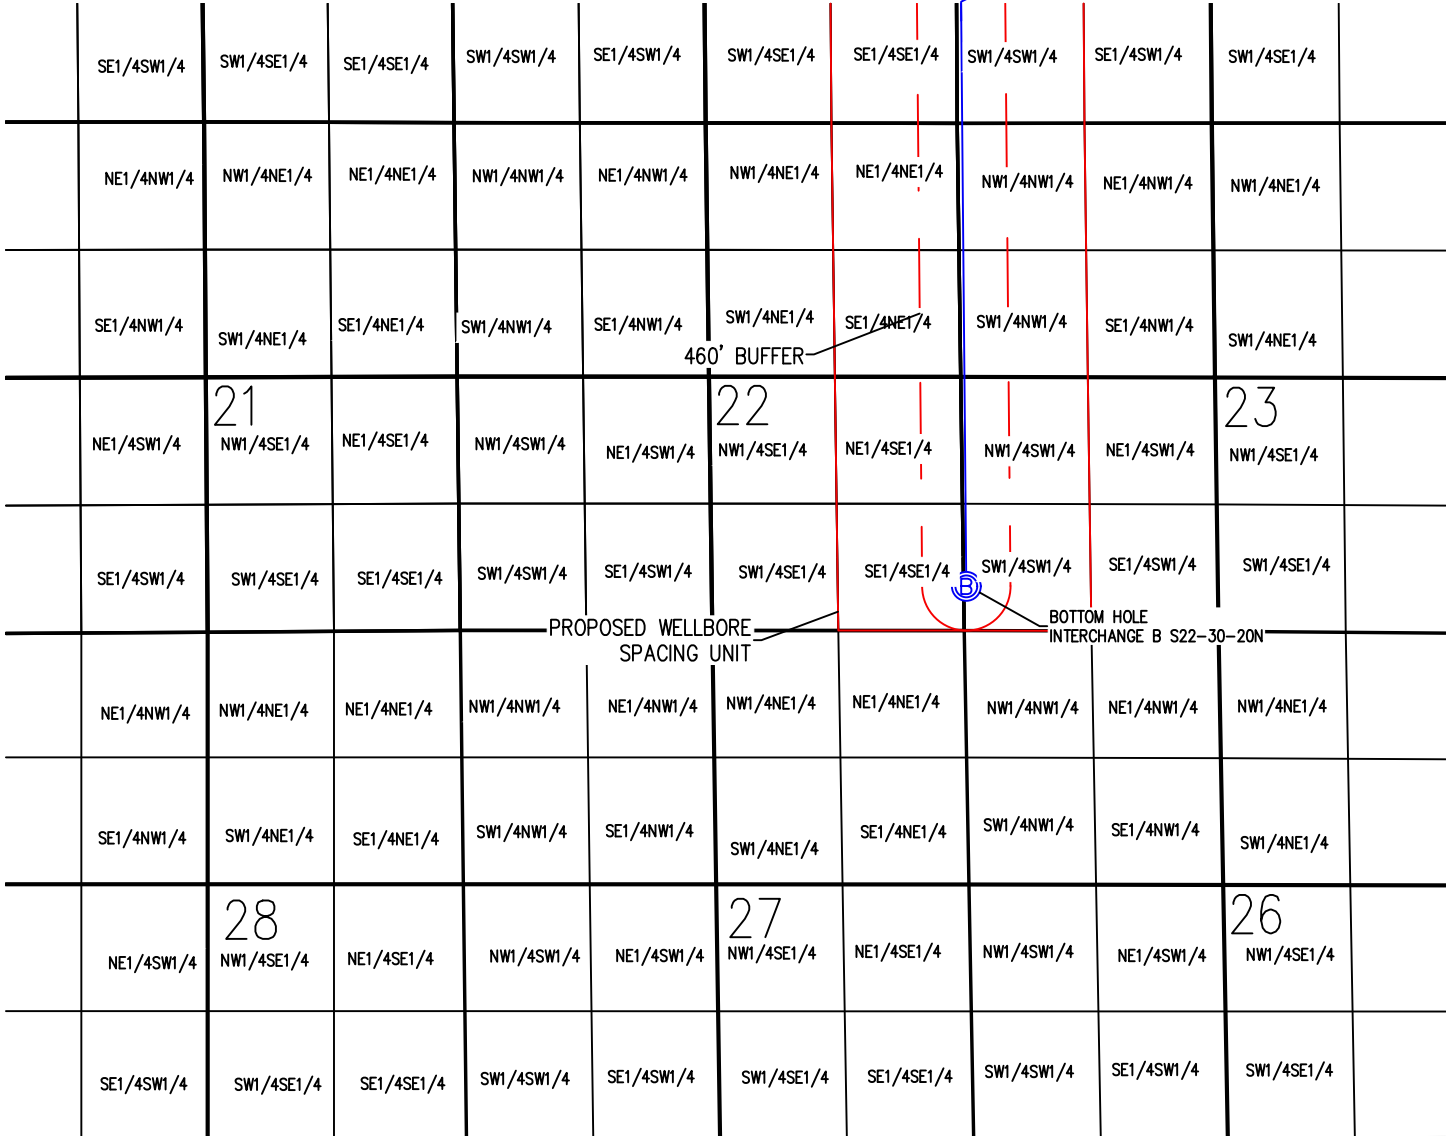 SE1/4SW1/4 SW1/4SE1/4 SE1/4SE1/4 SW1/4SW1/4 SE1/4SW1/4 SW1/4SE1/4 SE1/4SE1/4 SW1/4SW1/4 SE1/4SW1/4 SW1/4SE1/4
NE1/4NW1/4 NW1/4NE1/4 NE1/4NE1/4 NW1/4NW1/4 NE1/4NW1/4 NW1/4NE1/4 NE1/4NE1/4 NW1/4NW1/4 NE1/4NW1/4 NW1/4NE1/4
SE1/4NW1/4 SW1/4NE1/4 SE1/4NE1/4 SW1/4NW1/4 SE1/4NW1/4 SW1/4NE1/4 SE1/4NE1/4 SW1/4NW1/4 SE1/4NW1/4 SW1/4NE1/4
460' BUFFER
21 22 23
NE1/4SW1/4 NW1/4SE1/4 NE1/4SE1/4 NW1/4SW1/4 NE1/4SW1/4 NW1/4SE1/4 NE1/4SE1/4 NW1/4SW1/4 NE1/4SW1/4 NW1/4SE1/4
SE1/4SW1/4 SW1/4SE1/4 SE1/4SE1/4 SW1/4SW1/4 SE1/4SW1/4 SW1/4SE1/4 SE1/4SE1/4 SW1/4SW1/4 SE1/4SW1/4 SW1/4SE1/4
B
PROPOSED WELLBORE
SPACING UNIT
BOTTOM HOLE
INTERCHANGE B S22-30-20N
NE1/4NW1/4 NW1/4NE1/4 NE1/4NE1/4 NW1/4NW1/4 NE1/4NW1/4 NW1/4NE1/4 NE1/4NE1/4 NW1/4NW1/4 NE1/4NW1/4 NW1/4NE1/4
SE1/4NW1/4 SW1/4NE1/4 SE1/4NE1/4 SW1/4NW1/4 SE1/4NW1/4 SW1/4NE1/4 SE1/4NE1/4 SW1/4NW1/4 SE1/4NW1/4 SW1/4NE1/4
28 27 26
NE1/4SW1/4 NW1/4SE1/4 NE1/4SE1/4 NW1/4SW1/4 NE1/4SW1/4 NW1/4SE1/4 NE1/4SE1/4 NW1/4SW1/4 NE1/4SW1/4 NW1/4SE1/4
SE1/4SW1/4 SW1/4SE1/4 SE1/4SE1/4 SW1/4SW1/4 SE1/4SW1/4 SW1/4SE1/4 SE1/4SE1/4 SW1/4SW1/4 SE1/4SW1/4 SW1/4SE1/4